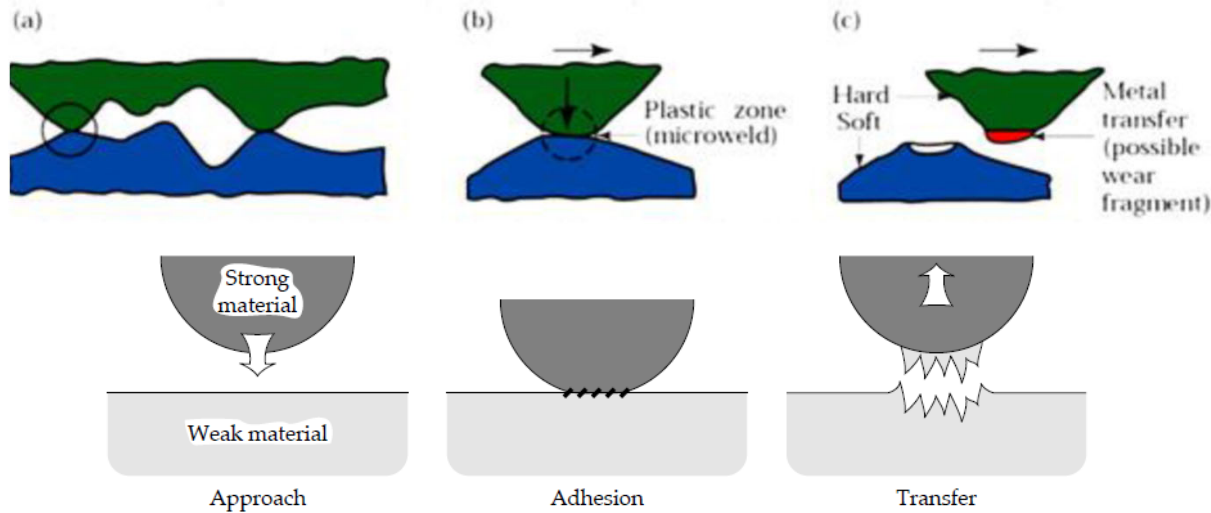 (a)
(b)
(c)
Plastic zone
(microweld)
Hard
Soft
Metal
transfer
(possible
wear
fragment)
Strong
material
Weak material
Approach
Adhesion
Transfer